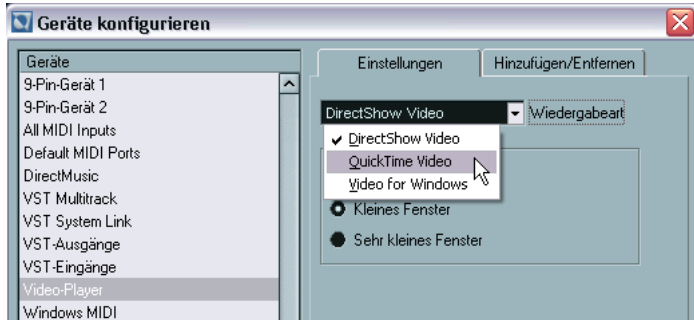 Geräte konfigurieren
Geräte
9-Pin-Gerät 1
9-Pin-Gerät 2
All MIDI Inputs
Default MIDI Ports
DirectMusic
VST Multitrack
VST System Link
VST-Ausgänge
VST-Eingänge
Video-Player
Windows MIDI
Einstellungen
Hinzufügen/Entfernen
DirectShow Video
Wiedergabeart
DirectShow Video
QuickTime Video
Video for Windows
Kleines Fenster
Sehr kleines Fenster